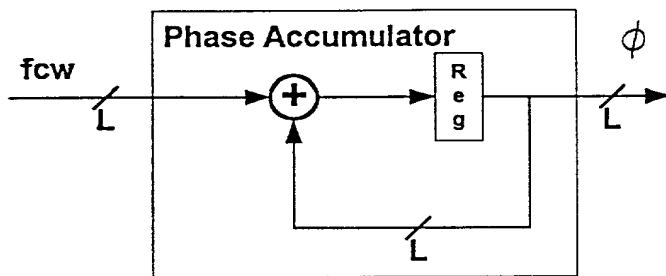 Phase Accumulator
ϕ
fcw
L
+
R
e
g
L
L